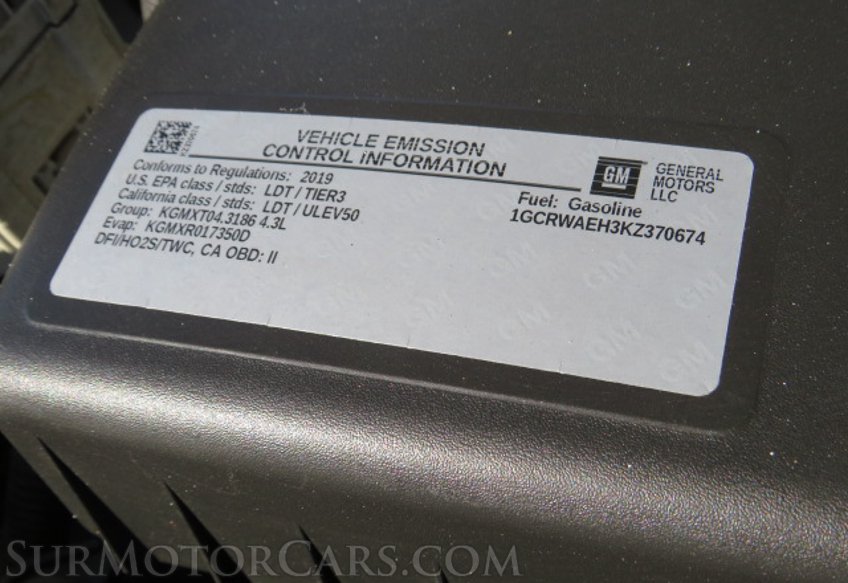 VEHICLE EMISSION
CONTROL INFORMATION
Conforms to Regulations: 2019
U.S. EPA class / stds: LDT / TIER3
California class / stds: LDT / ULEV50
Group: KGMXT04.3186 4.3L
Evap: KGMXR017350D
DFI/HO2S/TWC, CA OBD: II
GM
GENERAL
MOTORS
LLC
Fuel: Gasoline
1GCRWAEH3KZ370674
SurMotorCars.com